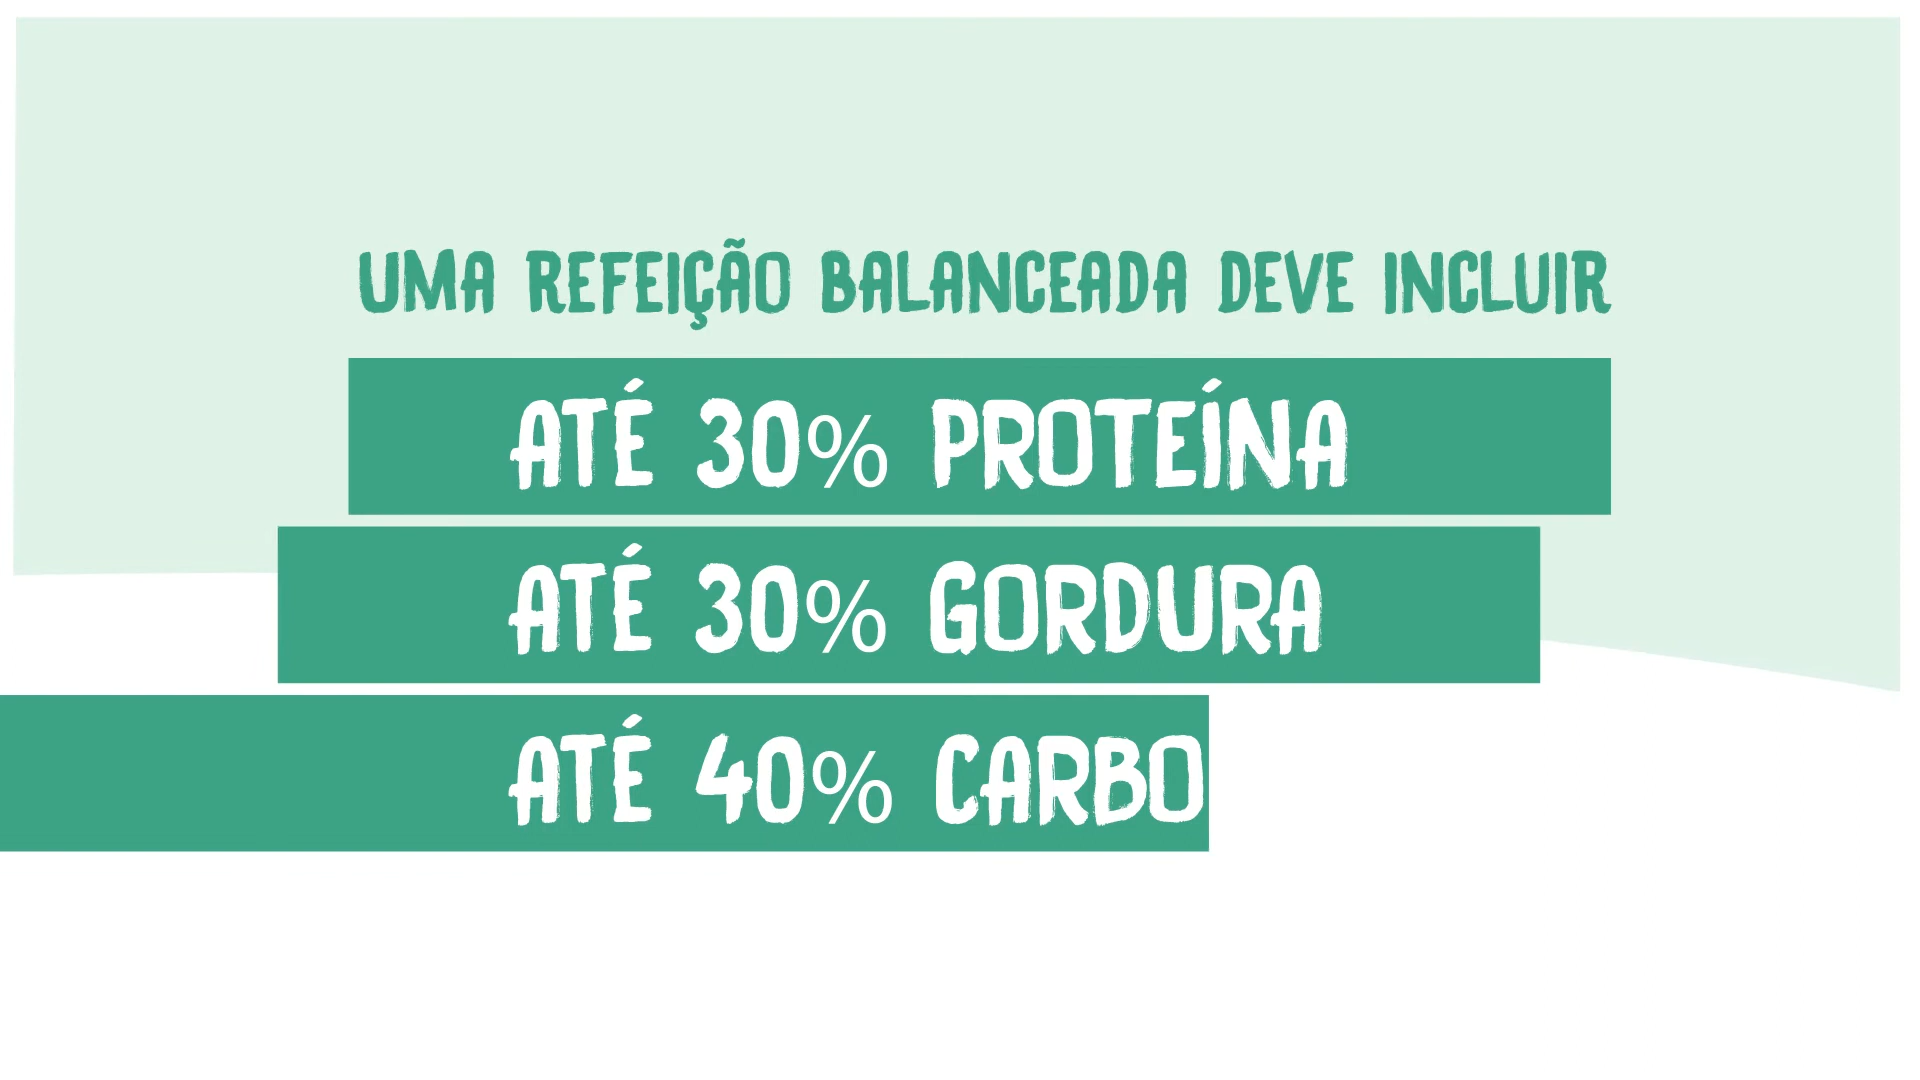 UMA REFEIÇÃO BALANCEADA DEVE INCLUIR
ATÉ 30% PROTEÍNA
ATÉ 30% GORDURA
ATÉ 40% CARBO